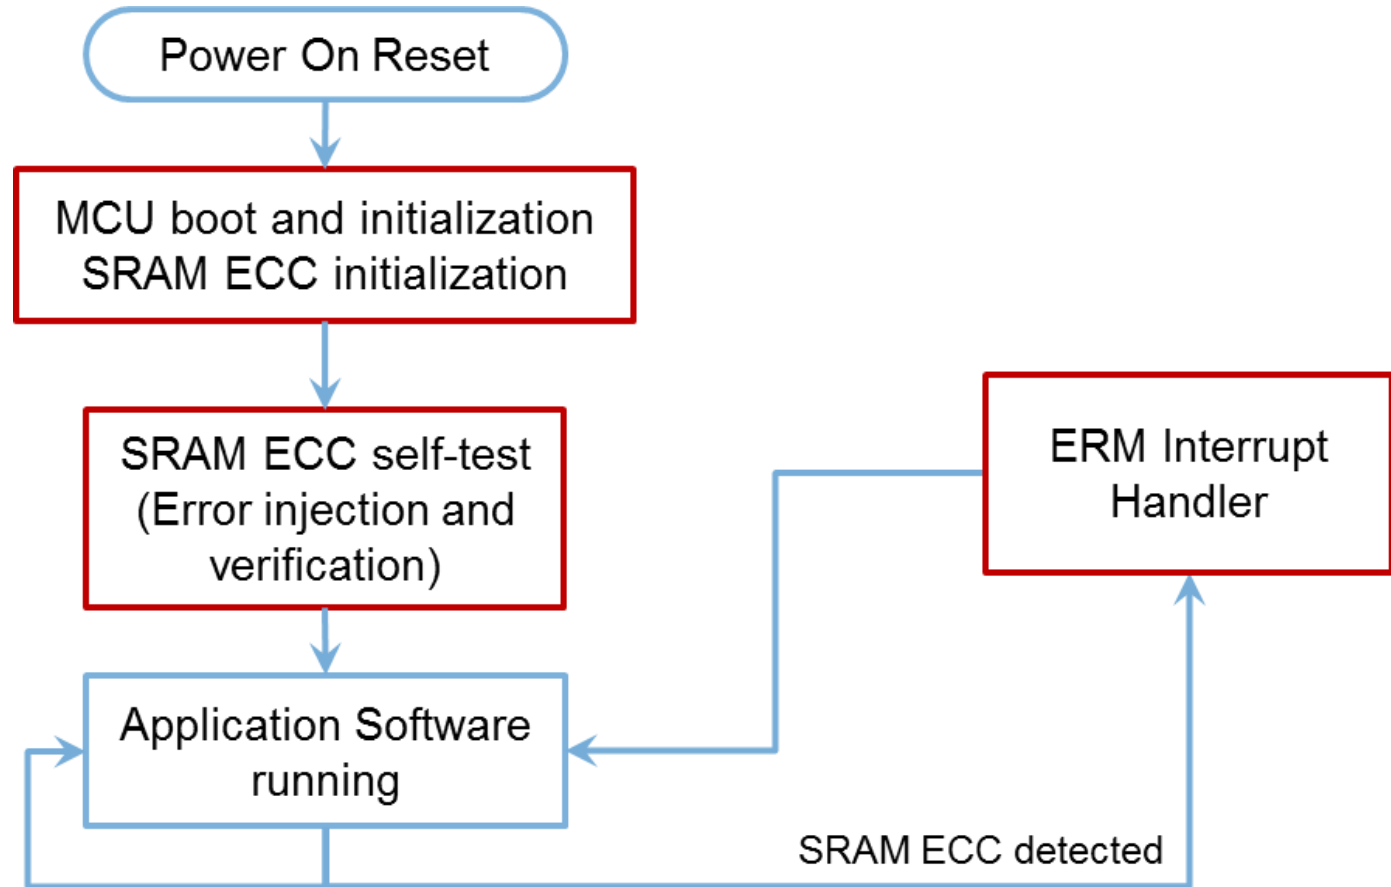 Power On Reset
MCU boot and initialization
SRAM ECC initialization
SRAM ECC self-test
(Error injection and
verification)
ERM Interrupt
Handler
Application Software
running
SRAM ECC detected